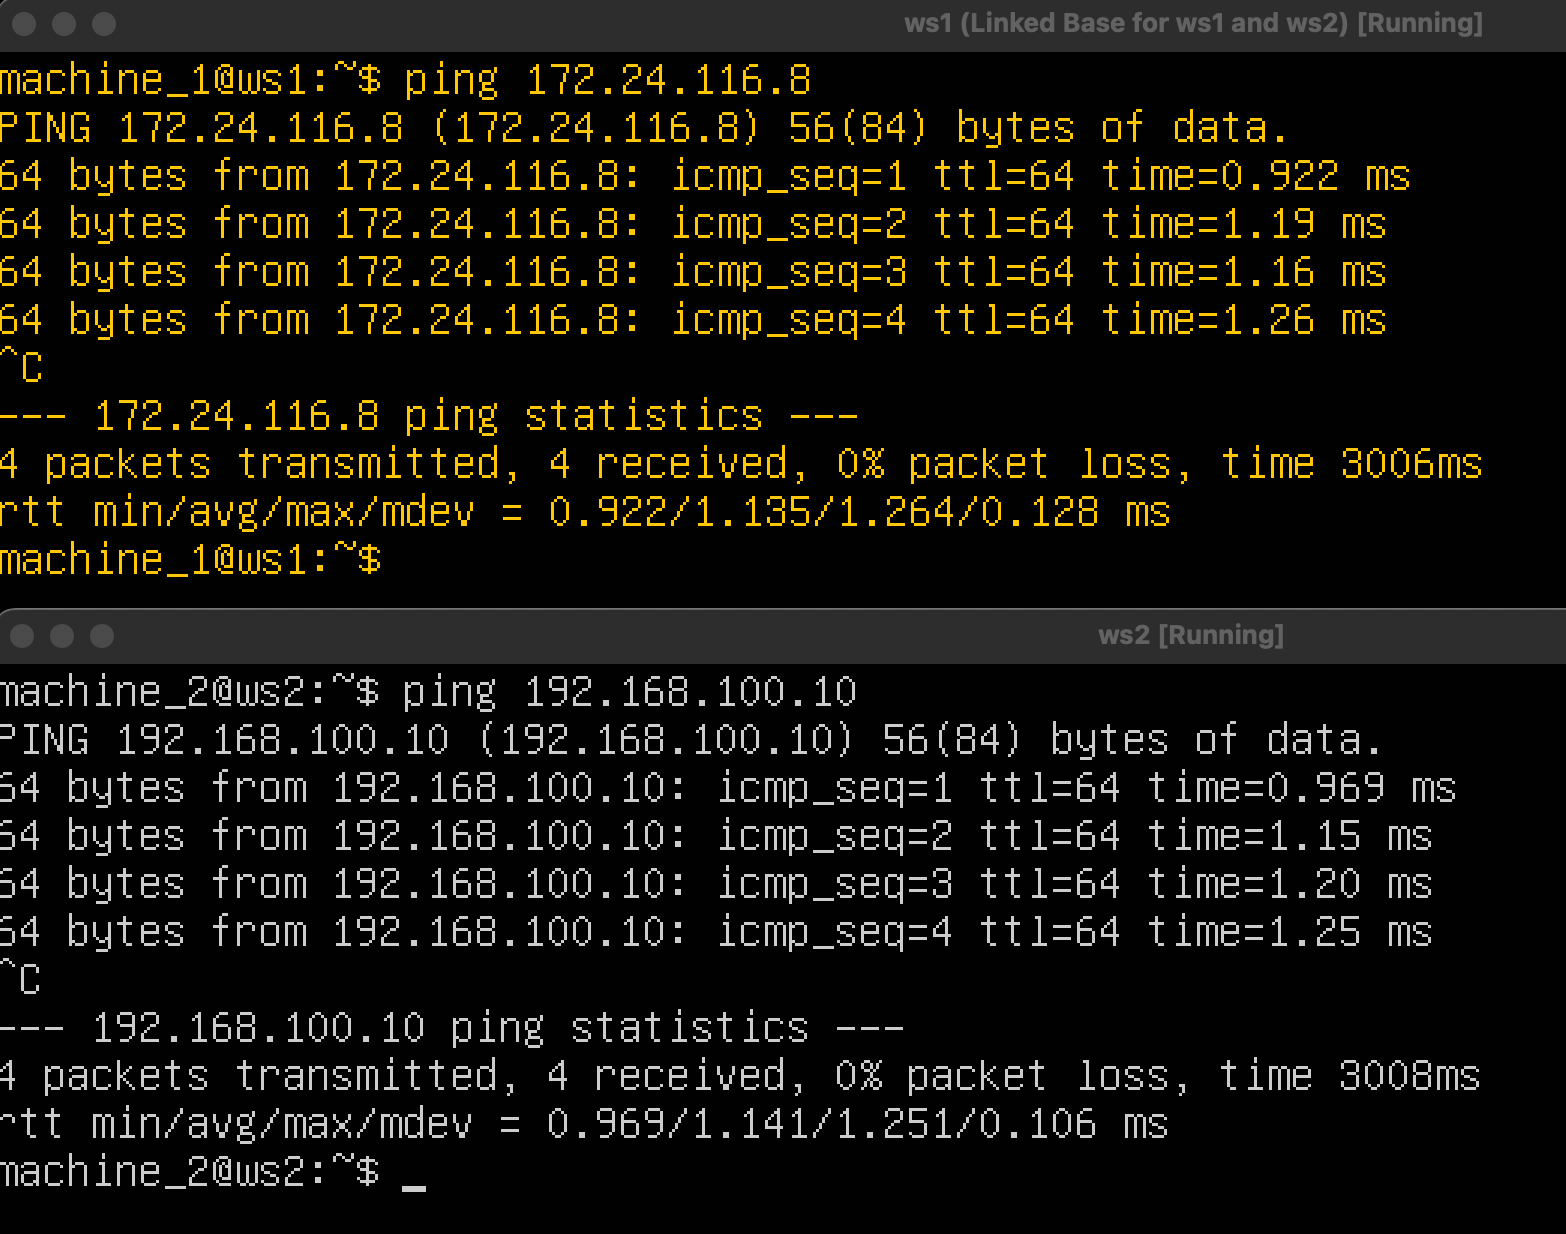 ws1 (Linked Base for ws1 and ws2) [Running]
machine_1@ws1:~$ ping 172.24.116.8
PING 172.24.116.8 (172.24.116.8) 56(84) bytes of data.
64 bytes from 172.24.116.8: icmp_seq=1 ttl=64 time=0.922 ms
64 bytes from 172.24.116.8: icmp_seq=2 ttl=64 time=1.19 ms
64 bytes from 172.24.116.8: icmp_seq=3 ttl=64 time=1.16 ms
64 bytes from 172.24.116.8: icmp_seq=4 ttl=64 time=1.26 ms
^C
--- 172.24.116.8 ping statistics ---
4 packets transmitted, 4 received, 0% packet loss, time 3006ms
rtt min/avg/max/mdev = 0.922/1.135/1.264/0.128 ms
machine_1@ws1:~$
ws2 [Running]
machine_2@ws2:~$ ping 192.168.100.10
PING 192.168.100.10 (192.168.100.10) 56(84) bytes of data.
64 bytes from 192.168.100.10: icmp_seq=1 ttl=64 time=0.969 ms
64 bytes from 192.168.100.10: icmp_seq=2 ttl=64 time=1.15 ms
64 bytes from 192.168.100.10: icmp_seq=3 ttl=64 time=1.20 ms
64 bytes from 192.168.100.10: icmp_seq=4 ttl=64 time=1.25 ms
^C
--- 192.168.100.10 ping statistics ---
4 packets transmitted, 4 received, 0% packet loss, time 3008ms
rtt min/avg/max/mdev = 0.969/1.141/1.251/0.106 ms
machine_2@ws2:~$ _